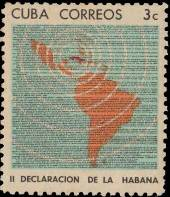 CUBA CORREOS 3c
II DECLARACION DE LA HABANA